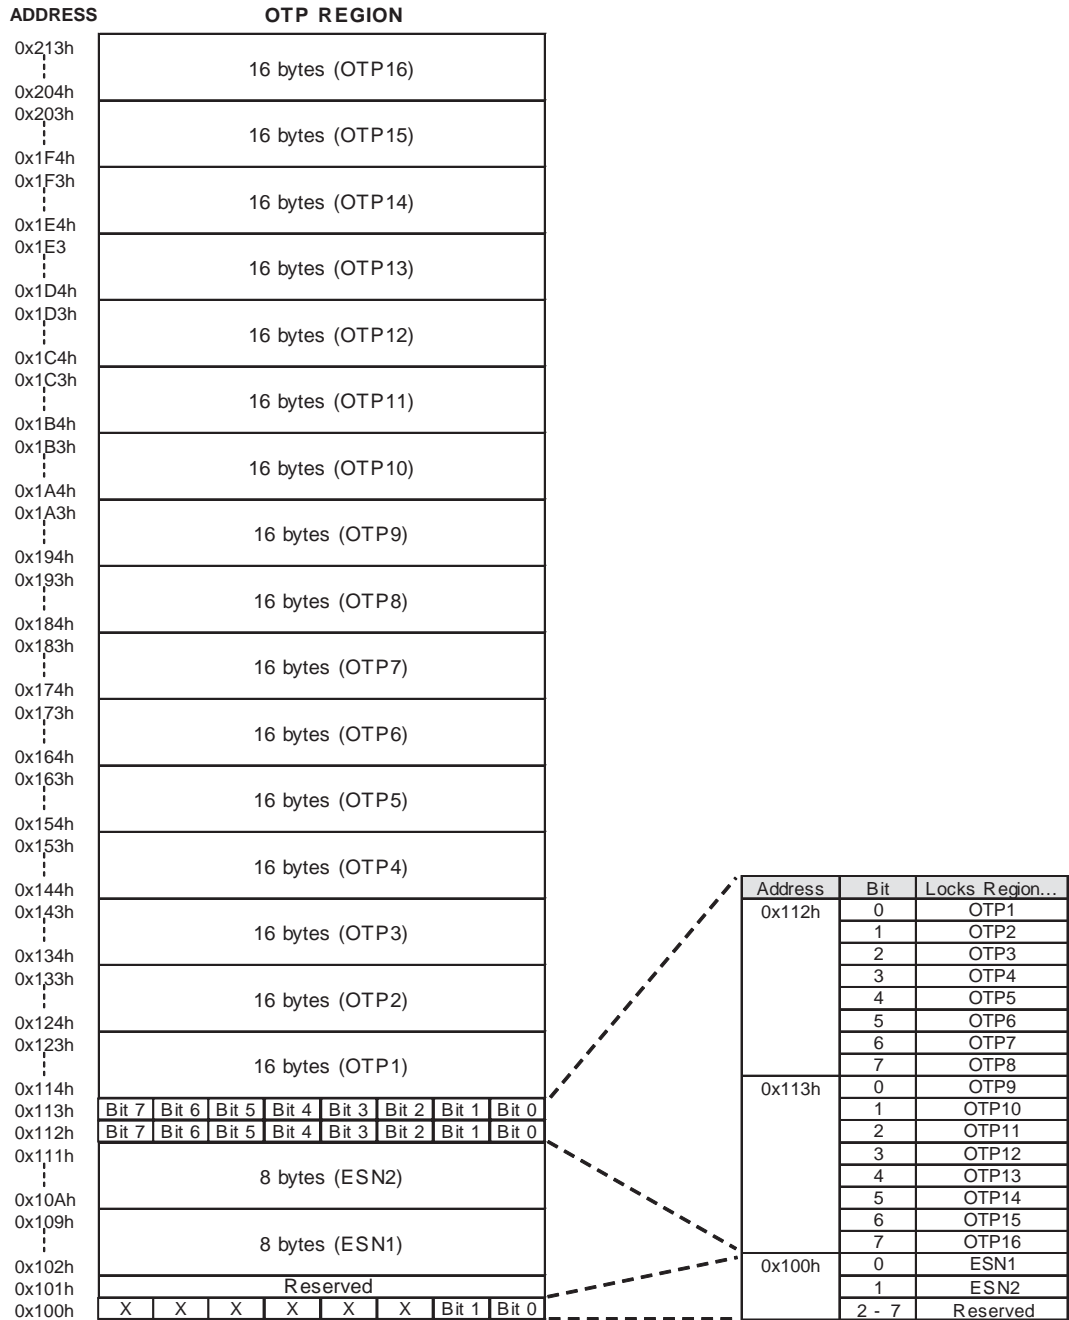 ADDRESS OTP REGION
0x213h
16 bytes (OTP16)
0x204h
0x203h
16 bytes (OTP15)
0x1F4h
0x1F3h
16 bytes (OTP14)
0x1E4h
0x1E3
16 bytes (OTP13)
0x1D4h
0x1D3h
16 bytes (OTP12)
0x1C4h
0x1C3h
16 bytes (OTP11)
0x1B4h
0x1B3h
16 bytes (OTP10)
0x1A4h
0x1A3h
16 bytes (OTP9)
0x194h
0x193h
16 bytes (OTP8)
0x184h
0x183h
16 bytes (OTP7)
0x174h
0x173h
16 bytes (OTP6)
0x164h
0x163h
16 bytes (OTP5)
0x154h
0x153h
16 bytes (OTP4)
0x144h
0x143h
16 bytes (OTP3)
0x134h
0x133h
16 bytes (OTP2)
0x124h
0x123h
16 bytes (OTP1)
0x114h
0x113h Bit 7 Bit 6 Bit 5 Bit 4 Bit 3 Bit 2 Bit 1 Bit 0
0x112h Bit 7 Bit 6 Bit 5 Bit 4 Bit 3 Bit 2 Bit 1 Bit 0
0x111h
8 bytes (ESN2)
0x10Ah
0x109h
8 bytes (ESN1)
0x102h
0x101h Reserved
0x100h X X X X X X Bit 1 Bit 0
Address Bit Locks Region...
0x112h 0 OTP1
1 OTP2
2 OTP3
3 OTP4
4 OTP5
5 OTP6
6 OTP7
7 OTP8
0x113h 0 OTP9
1 OTP10
2 OTP11
3 OTP12
4 OTP13
5 OTP14
6 OTP15
7 OTP16
0x100h 0 ESN1
1 ESN2
2 - 7 Reserved